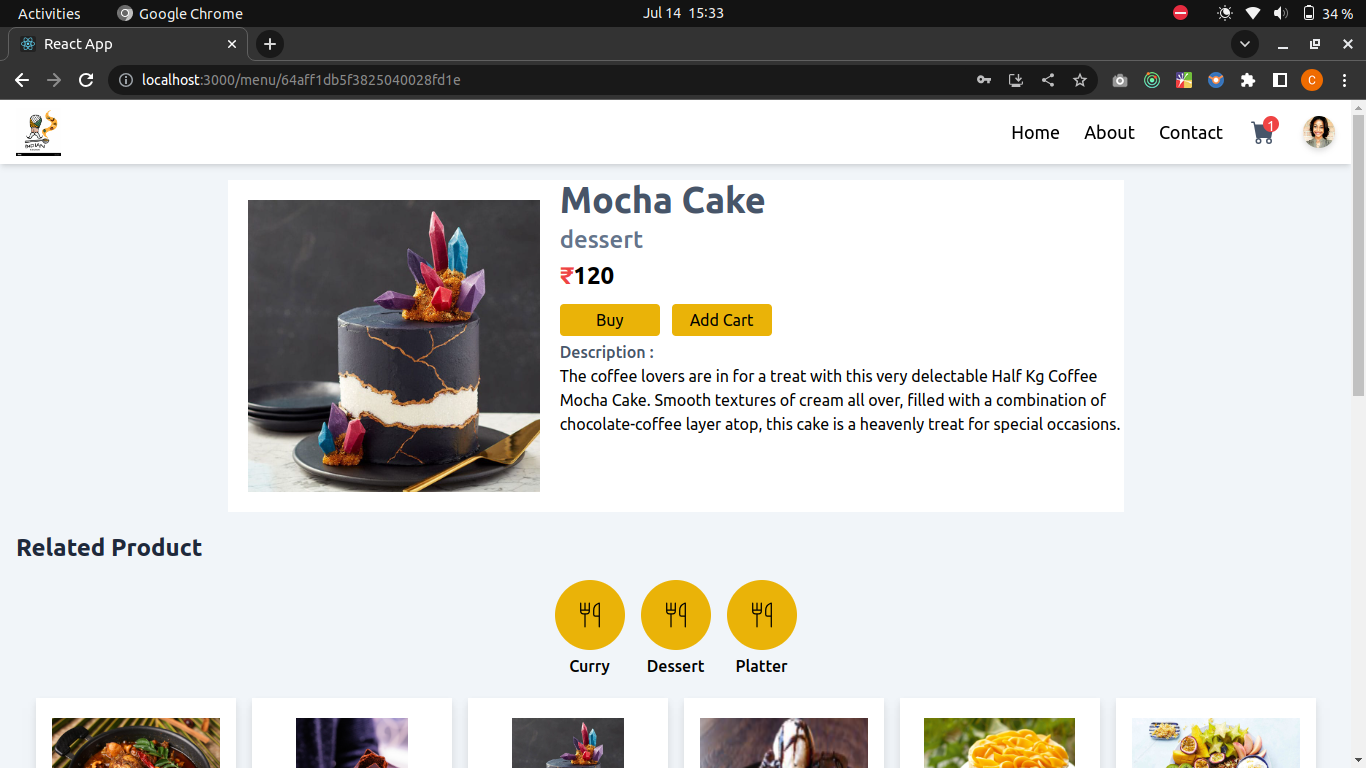 Activities
Google Chrome
Jul 14 15:33
34 %
React App
localhost:3000/menu/64aff1db5f3825040028fd1e
C
Home
About
Contact
1
Mocha Cake
dessert
₹120
Buy
Add Cart
Description :
The coffee lovers are in for a treat with this very delectable Half Kg Coffee
Mocha Cake. Smooth textures of cream all over, filled with a combination of
chocolate-coffee layer atop, this cake is a heavenly treat for special occasions.
Related Product
Curry
Dessert
Platter